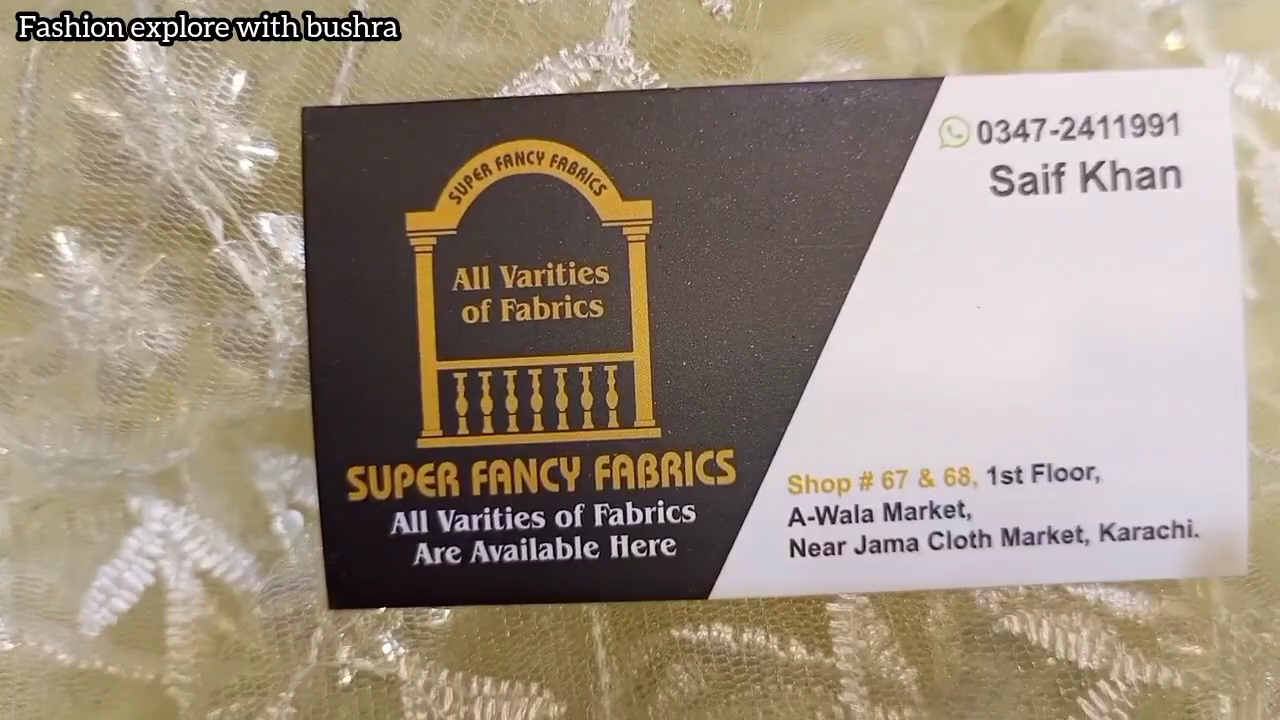 Fashion explore with bushra
SUPER FANCY FABRICS
All Varities
of Fabrics
SUPER FANCY FABRICS
All Varities of Fabrics
Are Available Here
0347-2411991
Saif Khan
Shop # 67 & 68, 1st Floor,
A-Wala Market,
Near Jama Cloth Market, Karachi.